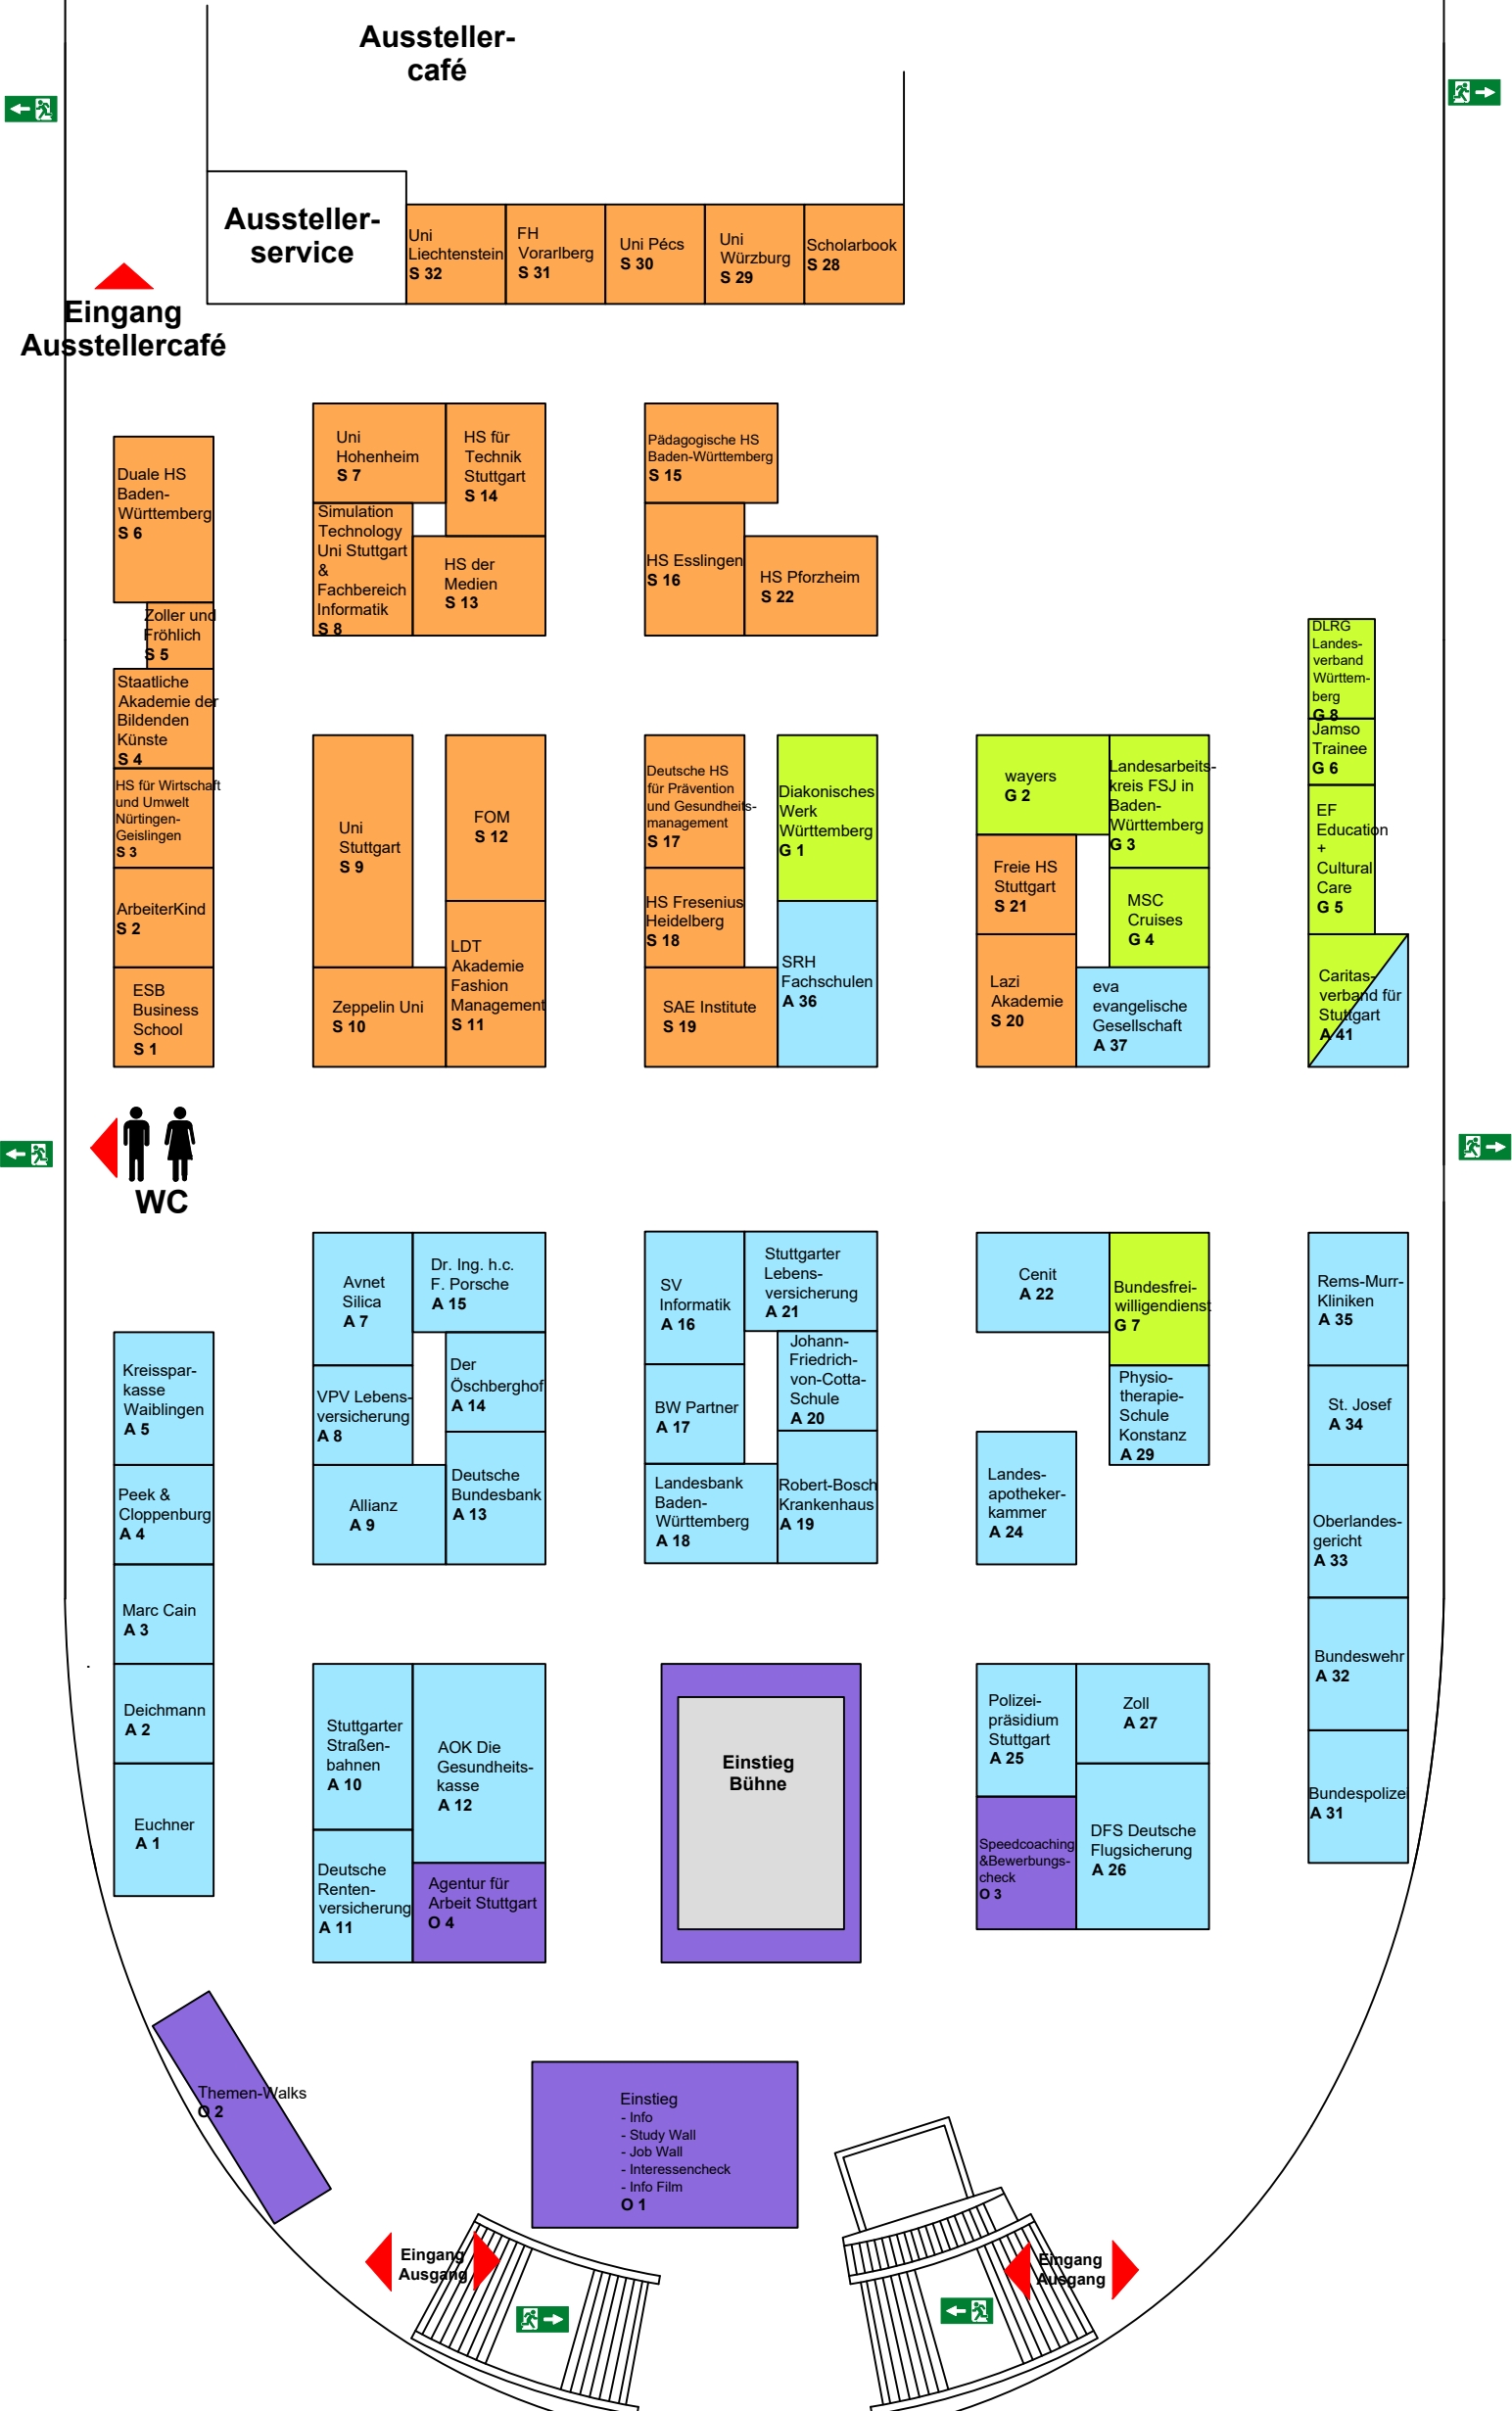 Aussteller-
café
Aussteller-
service
Uni
Liechtenstein
S 32
FH
Vorarlberg
S 31
Uni Pécs
S 30
Uni
Würzburg
S 29
Scholarbook
S 28
Eingang
Ausstellercafé
Duale HS
Baden-
Württemberg
S 6
Zoller und
Fröhlich
S 5
Staatliche
Akademie der
Bildenden
Künste
S 4
HS für Wirtschaft
und Umwelt
Nürtingen-
Geislingen
S 3
ArbeiterKind
S 2
ESB
Business
School
S 1
Uni
Hohenheim
S 7
HS für
Technik
Stuttgart
S 14
Simulation
Technology
Uni Stuttgart
&
Fachbereich
Informatik
S 8
HS der
Medien
S 13
Pädagogische HS
Baden-Württemberg
S 15
HS Esslingen
S 16
HS Pforzheim
S 22
Uni
Stuttgart
S 9
FOM
S 12
Zeppelin Uni
S 10
LDT
Akademie
Fashion
Management
S 11
Deutsche HS
für Prävention
und Gesundheits-
management
S 17
HS Fresenius
Heidelberg
S 18
SAE Institute
S 19
Diakonisches
Werk
Württemberg
G 1
SRH
Fachschulen
A 36
wayers
G 2
Landesarbeits-
kreis FSJ in
Baden-
Württemberg
G 3
Freie HS
Stuttgart
S 21
MSC
Cruises
G 4
Lazi
Akademie
S 20
eva
evangelische
Gesellschaft
A 37
DLRG
Landes-
verband
Württem-
berg
G 8
Jamso
Trainee
G 6
EF
Education
+
Cultural
Care
G 5
Caritas-
verband für
Stuttgart
A 41
WC
Kreisspar-
kasse
Waiblingen
A 5
Peek &
Cloppenburg
A 4
Marc Cain
A 3
Deichmann
A 2
Euchner
A 1
Avnet
Silica
A 7
Dr. Ing. h.c.
F. Porsche
A 15
VPV Lebens-
versicherung
A 8
Der
Öschberghof
A 14
Allianz
A 9
Deutsche
Bundesbank
A 13
SV
Informatik
A 16
Stuttgarter
Lebens-
versicherung
A 21
BW Partner
A 17
Johann-
Friedrich-
von-Cotta-
Schule
A 20
Landesbank
Baden-
Württemberg
A 18
Robert-Bosch
Krankenhaus
A 19
Cenit
A 22
Bundesfrei-
willigendienst
G 7
Physio-
therapie-
Schule
Konstanz
A 29
Landes-
apotheker-
kammer
A 24
Rems-Murr-
Kliniken
A 35
St. Josef
A 34
Oberlandes-
gericht
A 33
Bundeswehr
A 32
Bundespolizei
A 31
Stuttgarter
Straßen-
bahnen
A 10
AOK Die
Gesundheits-
kasse
A 12
Deutsche
Renten-
versicherung
A 11
Agentur für
Arbeit Stuttgart
O 4
Einstieg
Bühne
Polizei-
präsidium
Stuttgart
A 25
Zoll
A 27
Speedcoaching
&Bewerbungs-
check
O 3
DFS Deutsche
Flugsicherung
A 26
Themen-Walks
O 2
Einstieg
- Info
- Study Wall
- Job Wall
- Interessencheck
- Info Film
O 1
Eingang
Ausgang
Eingang
Ausgang